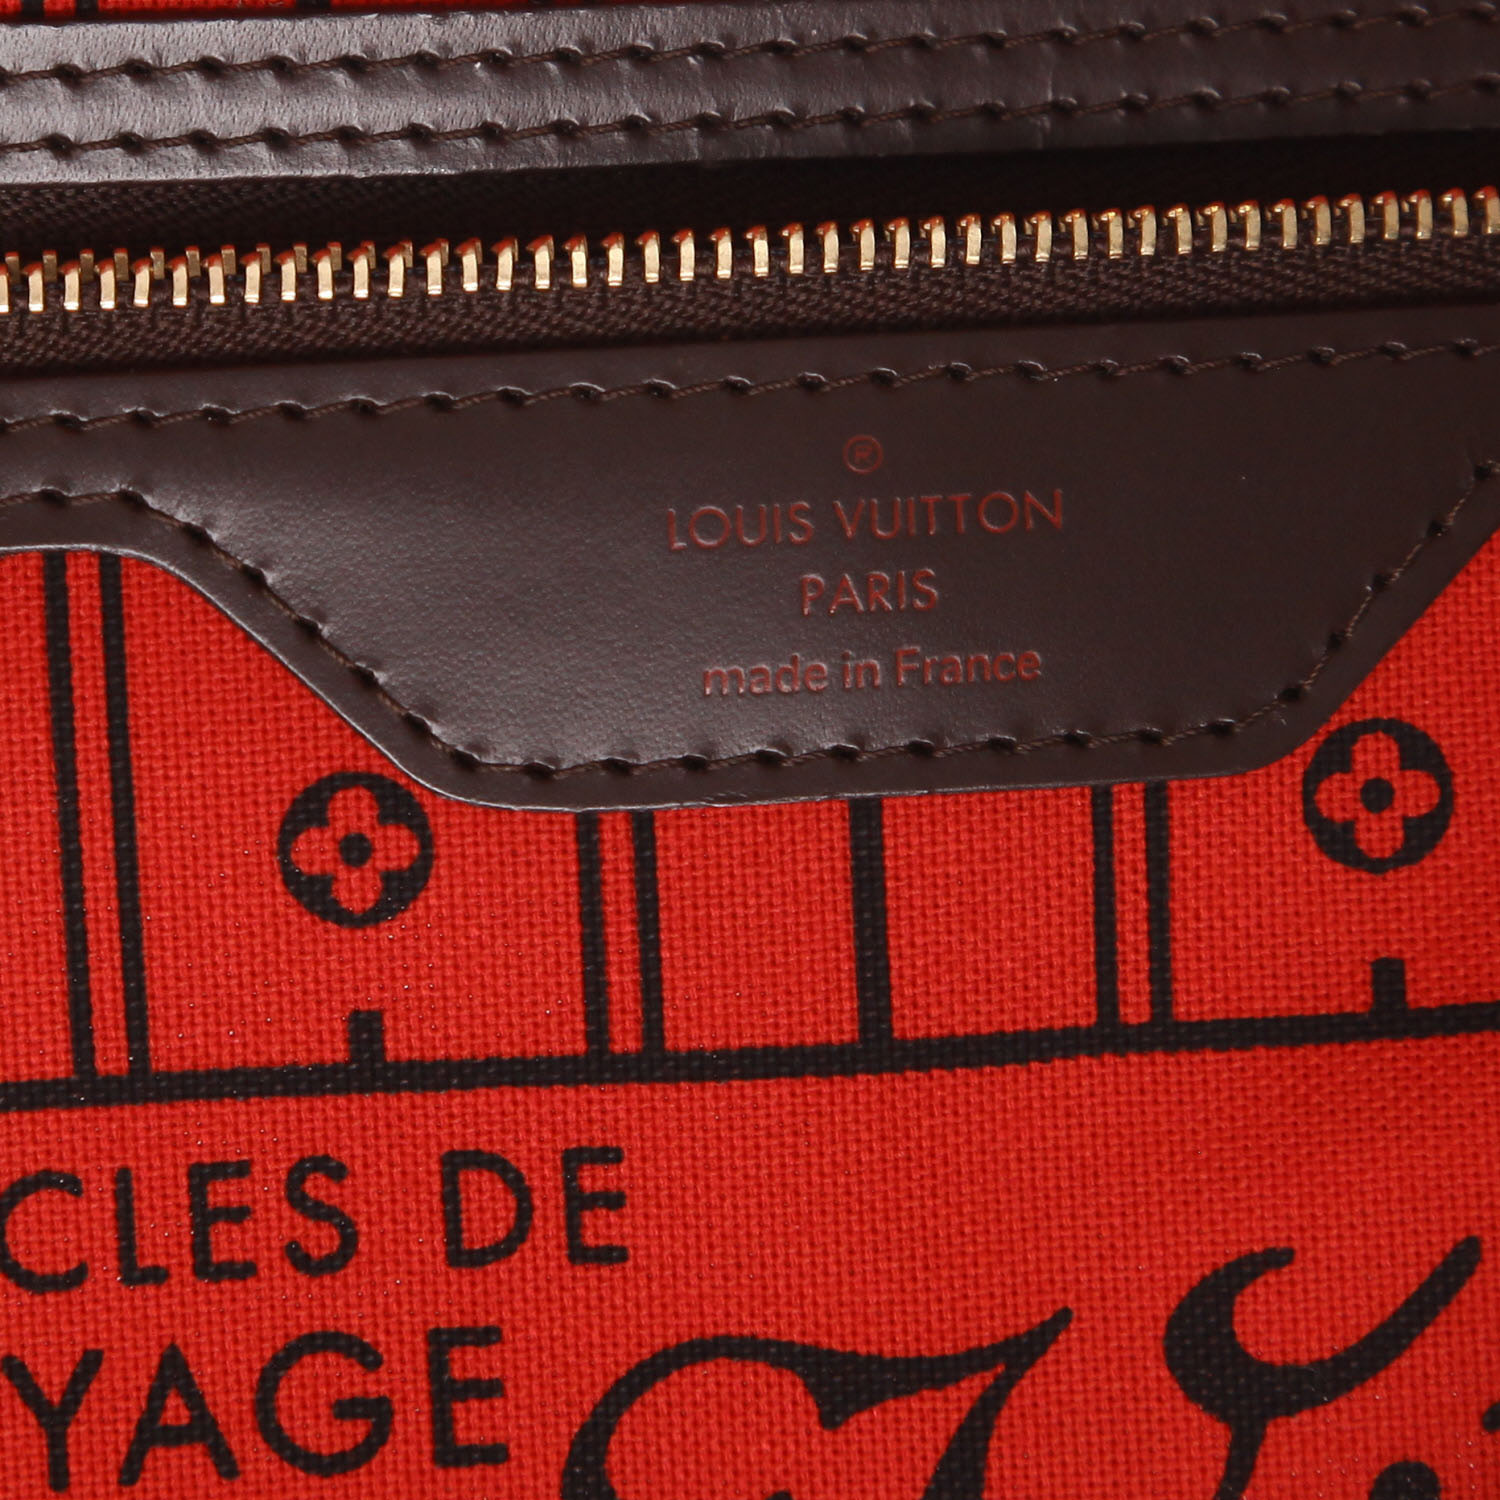 ®
LOUIS VUITTON
PARIS
made in France
CLES DE
YAGE